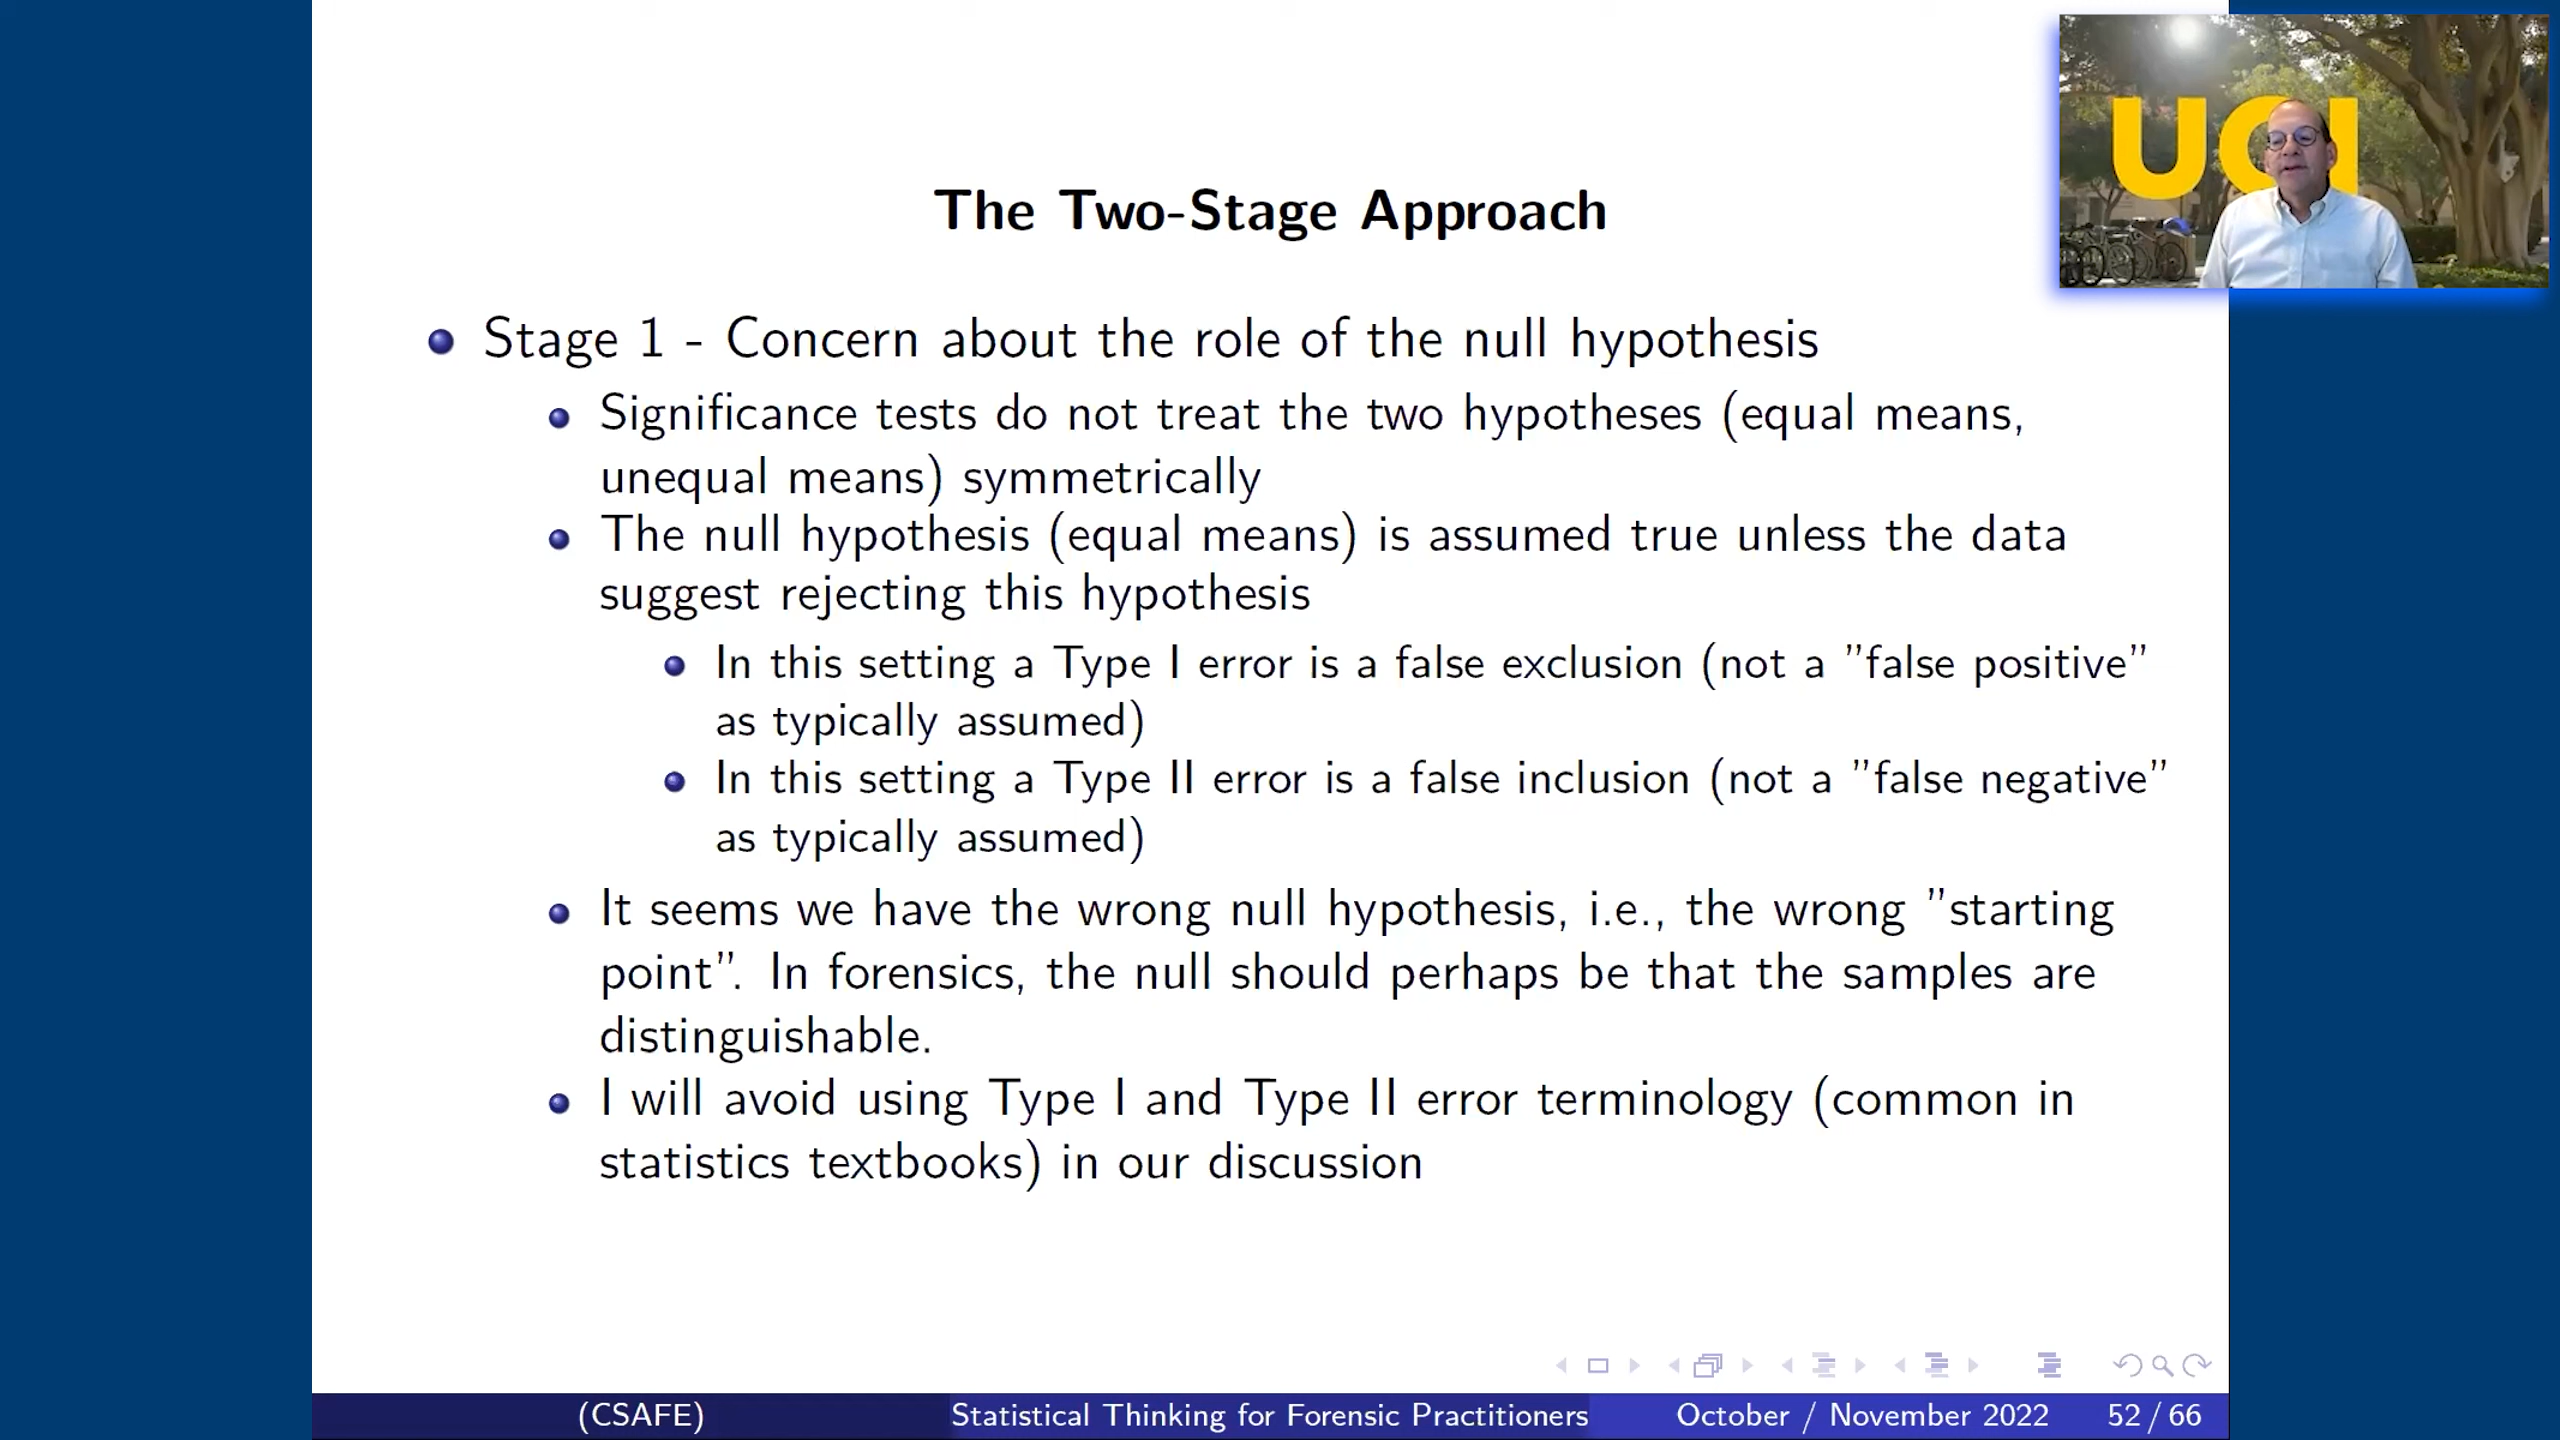 The Two-Stage Approach
UCI
Stage 1 - Concern about the role of the null hypothesis
Significance tests do not treat the two hypotheses (equal means,
unequal means) symmetrically
The null hypothesis (equal means) is assumed true unless the data
suggest rejecting this hypothesis
In this setting a Type I error is a false exclusion (not a ”false positive”
as typically assumed)
In this setting a Type II error is a false inclusion (not a ”false negative”
as typically assumed)
It seems we have the wrong null hypothesis, i.e., the wrong ”starting
point”. In forensics, the null should perhaps be that the samples are
distinguishable.
I will avoid using Type I and Type II error terminology (common in
statistics textbooks) in our discussion
(CSAFE) Statistical Thinking for Forensic Practitioners October / November 2022 52 / 66